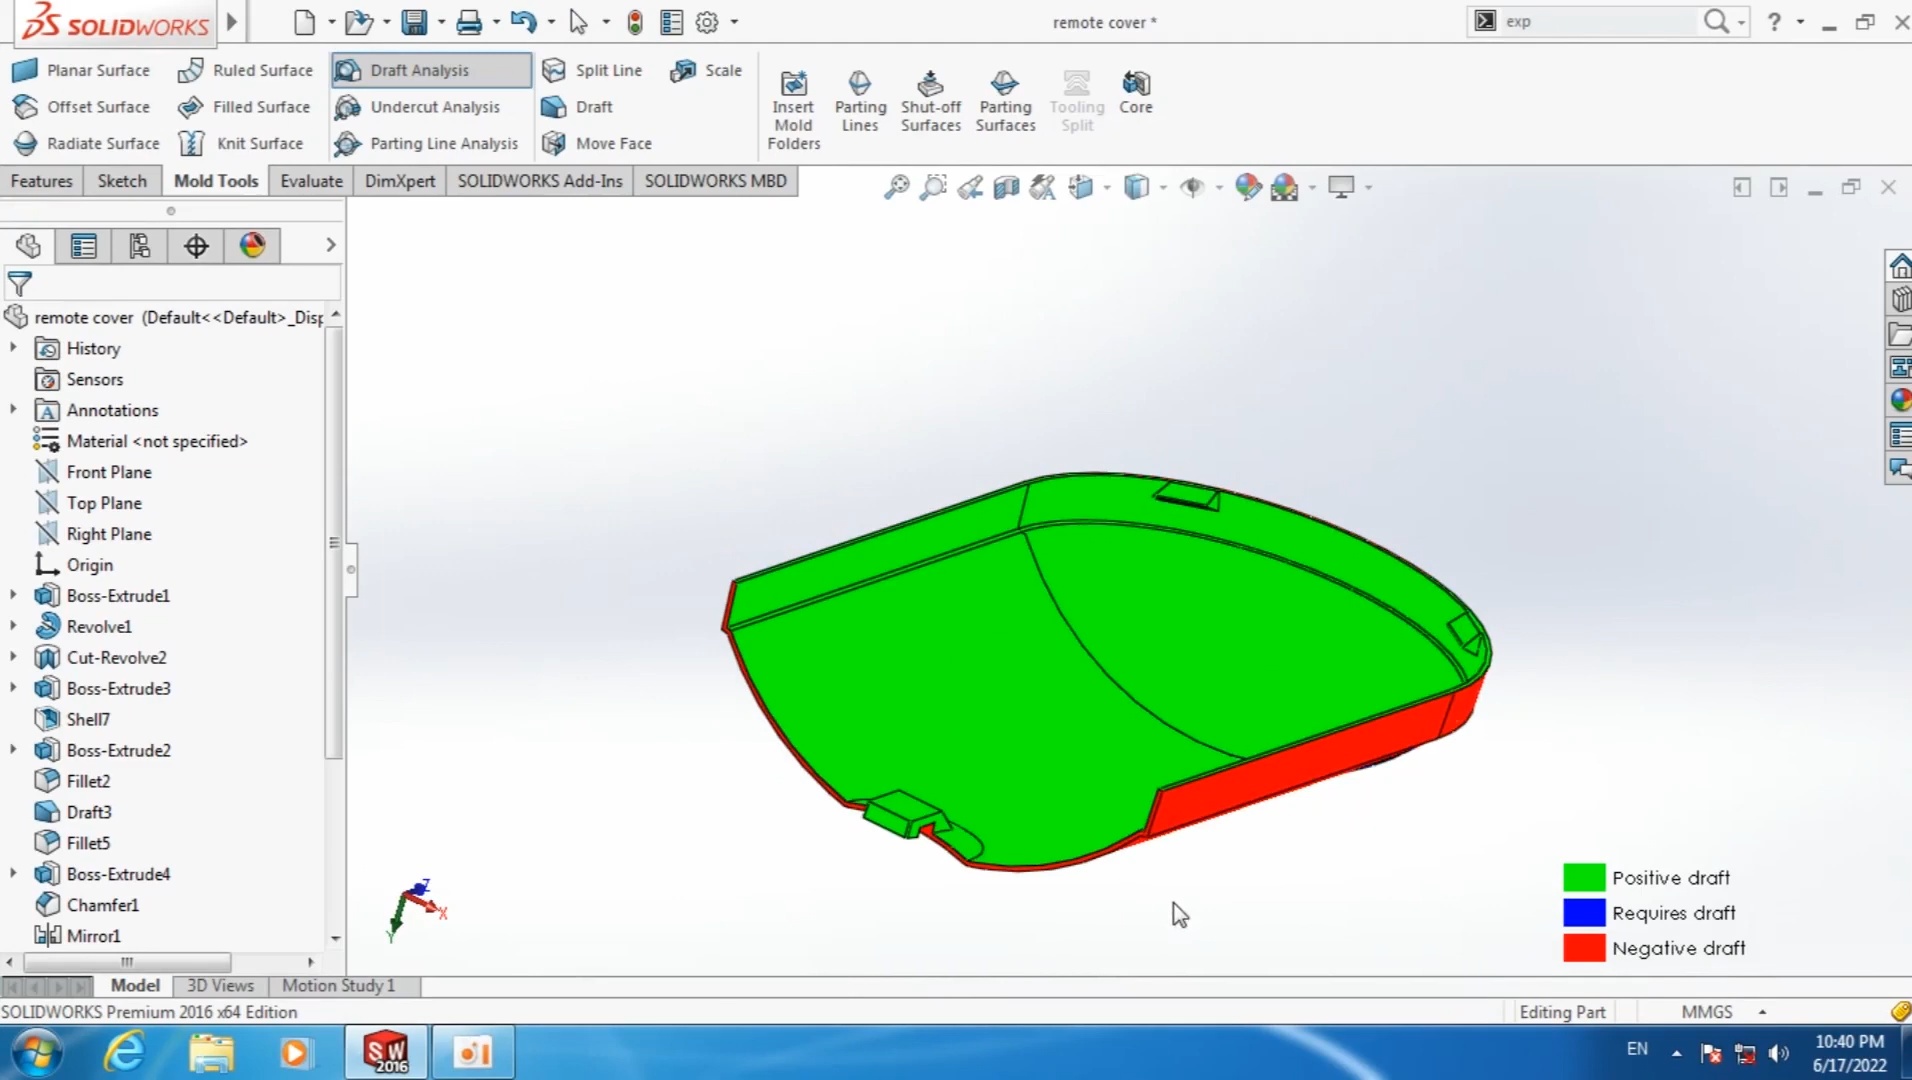 SOLIDWORKS
remote cover *
exp
Planar Surface
Ruled Surface
Draft Analysis
Split Line
Scale
Offset Surface
Filled Surface
Undercut Analysis
Draft
Radiate Surface
Knit Surface
Parting Line Analysis
Move Face
Insert
Mold
Folders
Parting
Lines
Shut-off
Surfaces
Parting
Surfaces
Tooling
Split
Core
Features
Sketch
Mold Tools
Evaluate
DimXpert
SOLIDWORKS Add-Ins
SOLIDWORKS MBD
remote cover (Default<<Default>_Disp
History
Sensors
Annotations
Material <not specified>
Front Plane
Top Plane
Right Plane
Origin
Boss-Extrude1
Revolve1
Cut-Revolve2
Boss-Extrude3
Shell7
Boss-Extrude2
Fillet2
Draft3
Fillet5
Boss-Extrude4
Chamfer1
Mirror1
Z
X
Y
Positive draft
Requires draft
Negative draft
Model
3D Views
Motion Study 1
SOLIDWORKS Premium 2016 x64 Edition
Editing Part
MMGS
SW
2016
EN
10:40 PM
6/17/2022